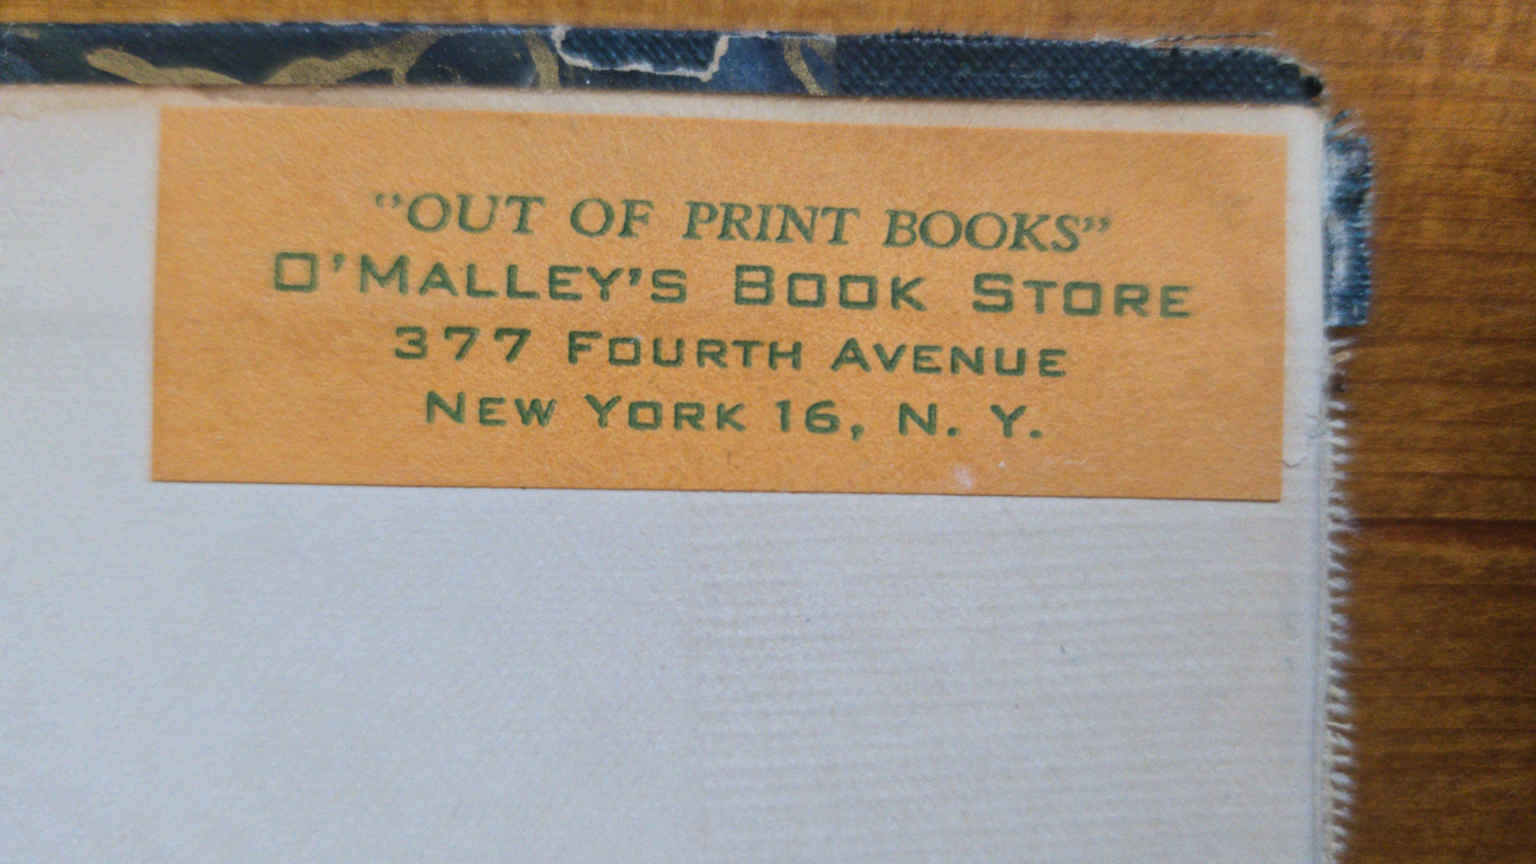 "OUT OF PRINT BOOKS"
O'MALLEY'S BOOK STORE
377 FOURTH AVENUE
NEW YORK 16, N. Y.